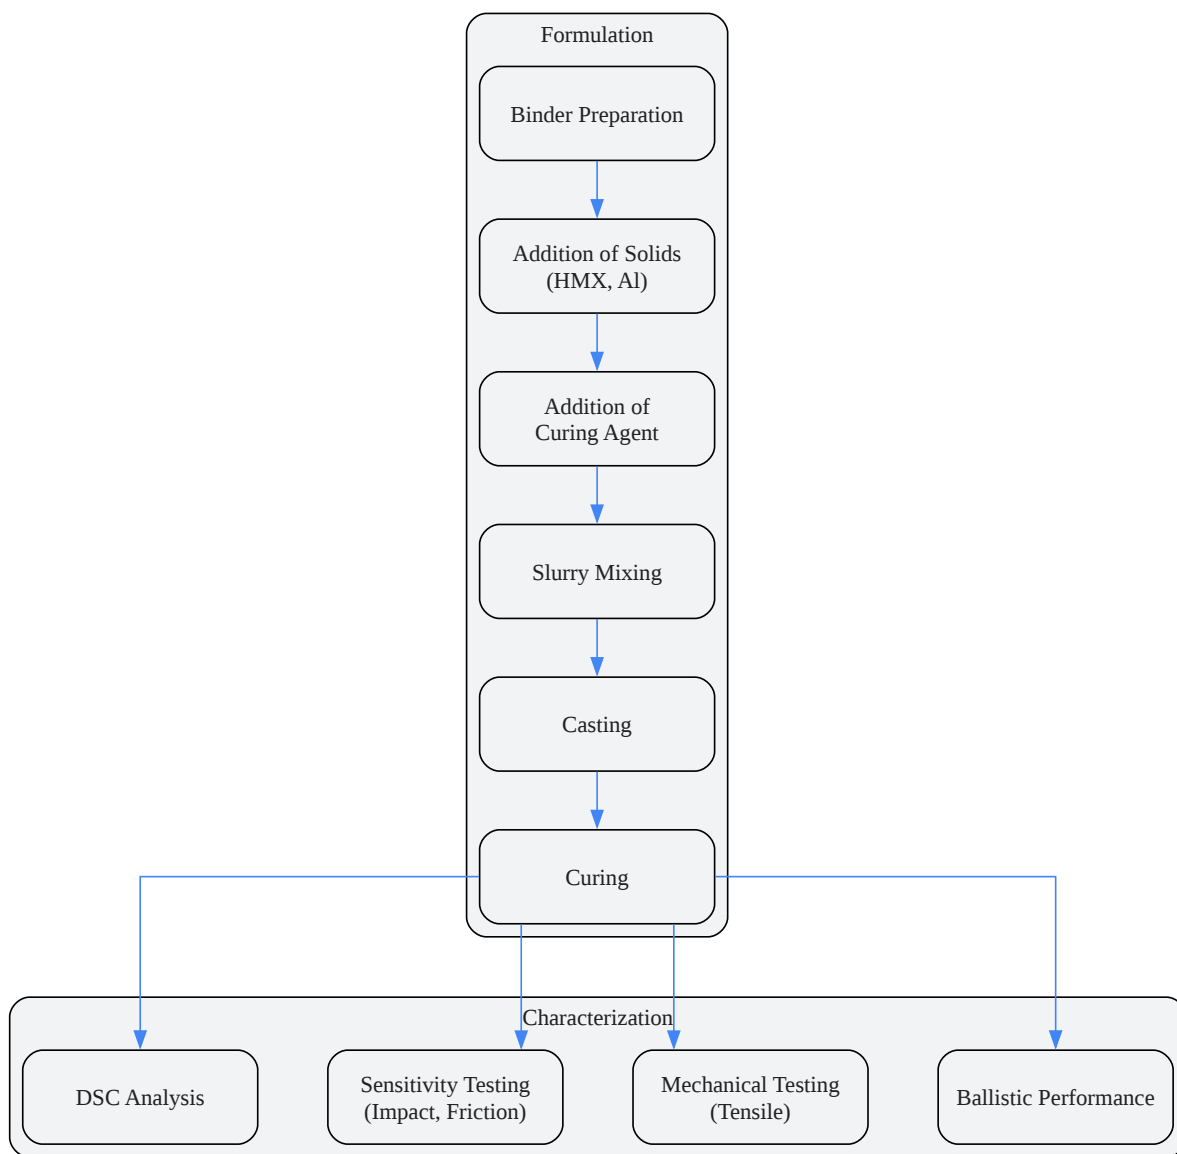 Formulation
Binder Preparation
Addition of Solids
(HMX, Al)
Addition of
Curing Agent
Slurry Mixing
Casting
Curing
Characterization
DSC Analysis
Sensitivity Testing
(Impact, Friction)
Mechanical Testing
(Tensile)
Ballistic Performance